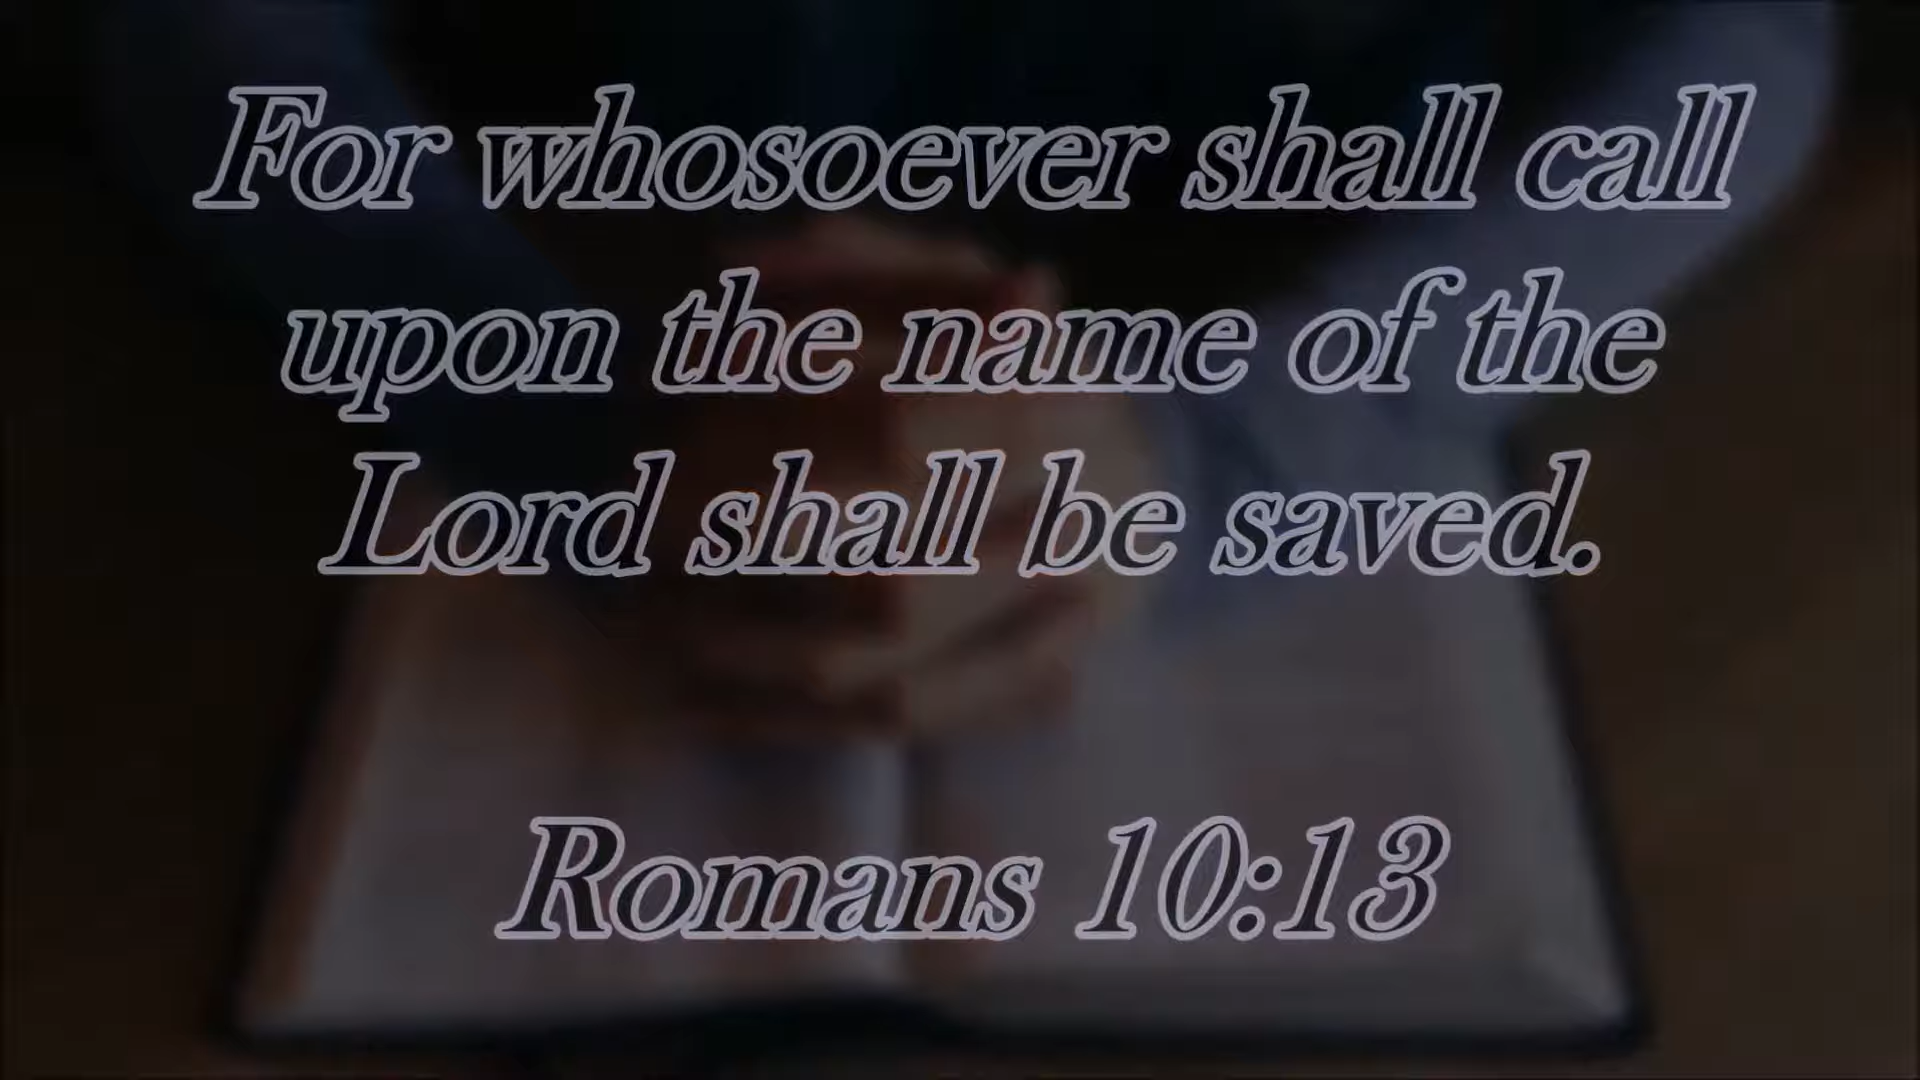 For whosoever shall call
upon the name of the
Lord shall be saved.
Romans 10:13